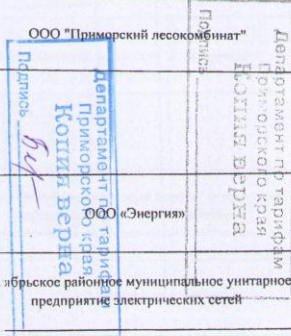 ООО "Приморский лесокомбинат"
Департамент по тарифам
Приморского края
Копия верна
Подпись
Департамент по тарифам
Приморского края
Копия верна
Подпись
ООО «Энергия»
ябрьское районное муниципальное унитарное
предприятие электрических сетей